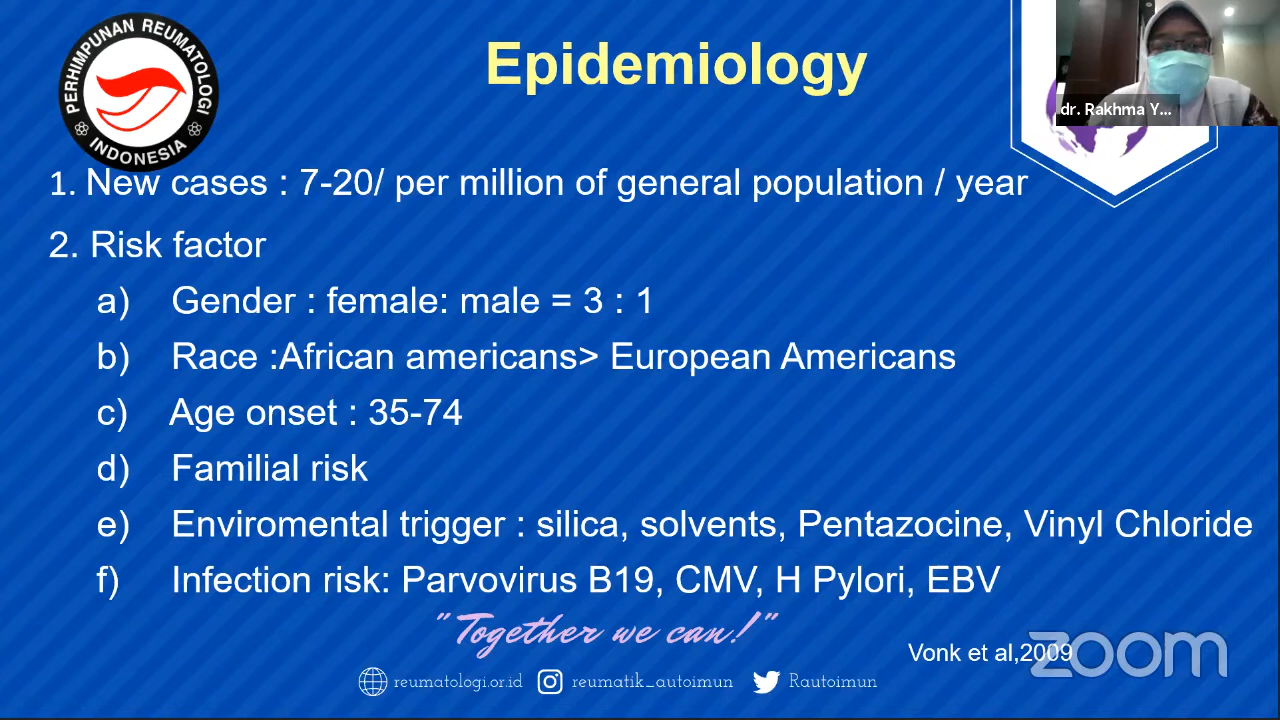 PERHIMPUNAN REUMATOLOGI
INDONESIA
Epidemiology
dr. Rakhma Y...
1. New cases : 7-20/ per million of general population / year
2. Risk factor
a) Gender : female: male = 3 : 1
b) Race :African americans> European Americans
c) Age onset : 35-74
d) Familial risk
e) Enviromental trigger : silica, solvents, Pentazocine, Vinyl Chloride
f) Infection risk: Parvovirus B19, CMV, H Pylori, EBV
"Together we can!"
Vonk et al,2009
zoom
reumatologi.or.id reumatik_autoimun Rautoimun